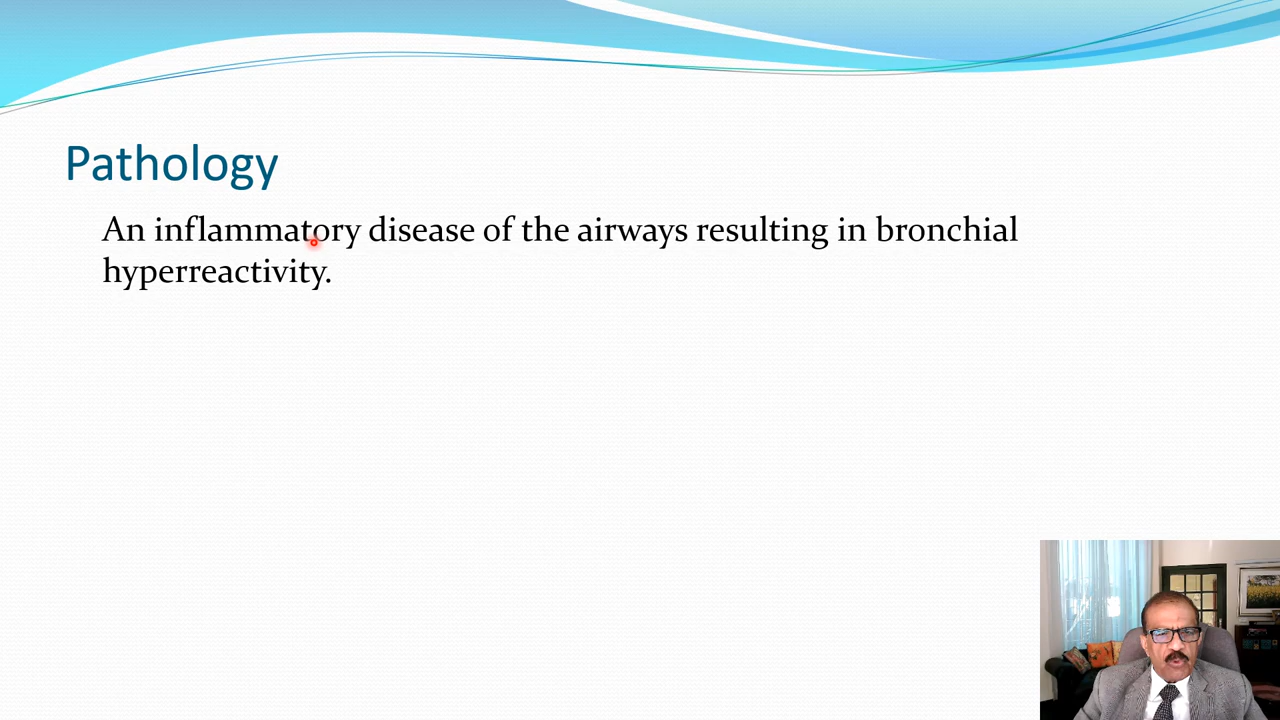 Pathology
An inflammatory disease of the airways resulting in bronchial
hyperreactivity.